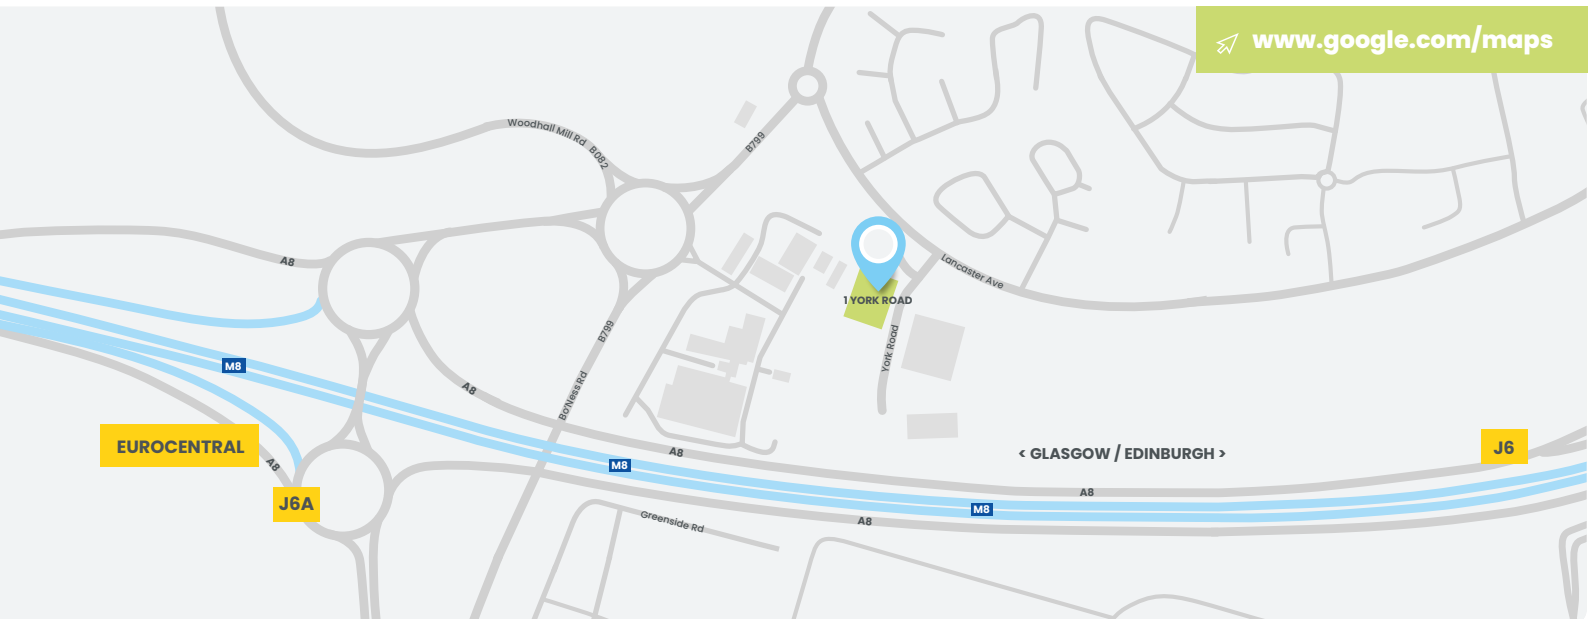 www.google.com/maps
Woodhall Mill Rd B082
B799
A8
Lancaster Ave
1 YORK ROAD
York Road
B799
M8
A8
Bo'Ness Rd
EUROCENTRAL
A8
J6A
A8
M8
< GLASGOW / EDINBURGH >
J6
A8
M8
A8
Greenside Rd